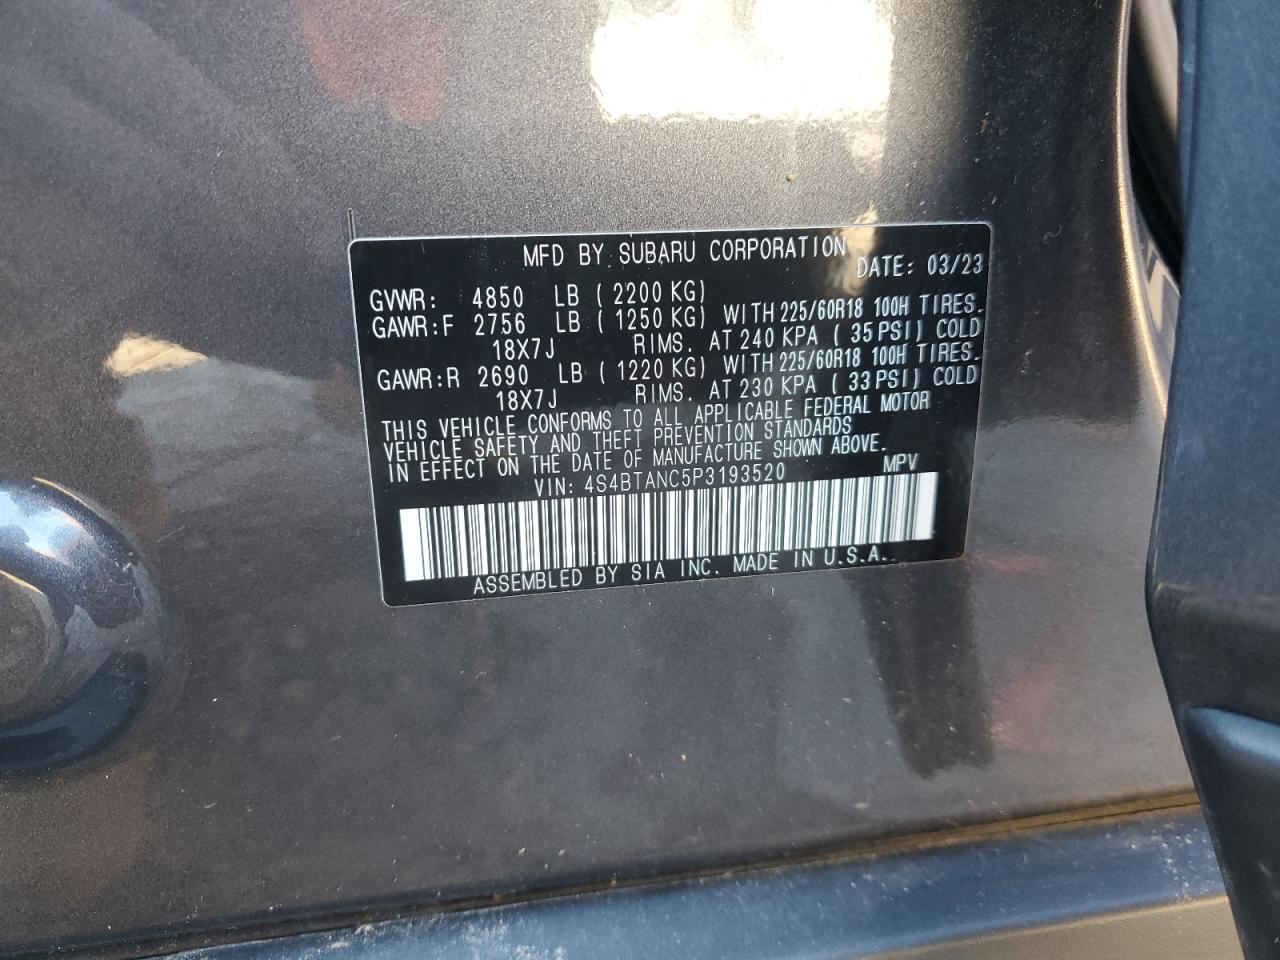 MFD BY SUBARU CORPORATION DATE: 03/23
GVWR: 4850 LB ( 2200 KG)
GAWR:F 2756 LB ( 1250 KG) WITH 225/60R18 100H TIRES.
18X7J RIMS. AT 240 KPA ( 35 PSI) COLD
GAWR:R 2690 LB ( 1220 KG) WITH 225/60R18 100H TIRES.
18X7J RIMS. AT 230 KPA ( 33 PSI) COLD
THIS VEHICLE CONFORMS TO ALL APPLICABLE FEDERAL MOTOR
VEHICLE SAFETY AND THEFT PREVENTION STANDARDS
IN EFFECT ON THE DATE OF MANUFACTURE SHOWN ABOVE.
VIN: 4S4BTANC5P3193520 MPV
ASSEMBLED BY SIA INC. MADE IN U.S.A.